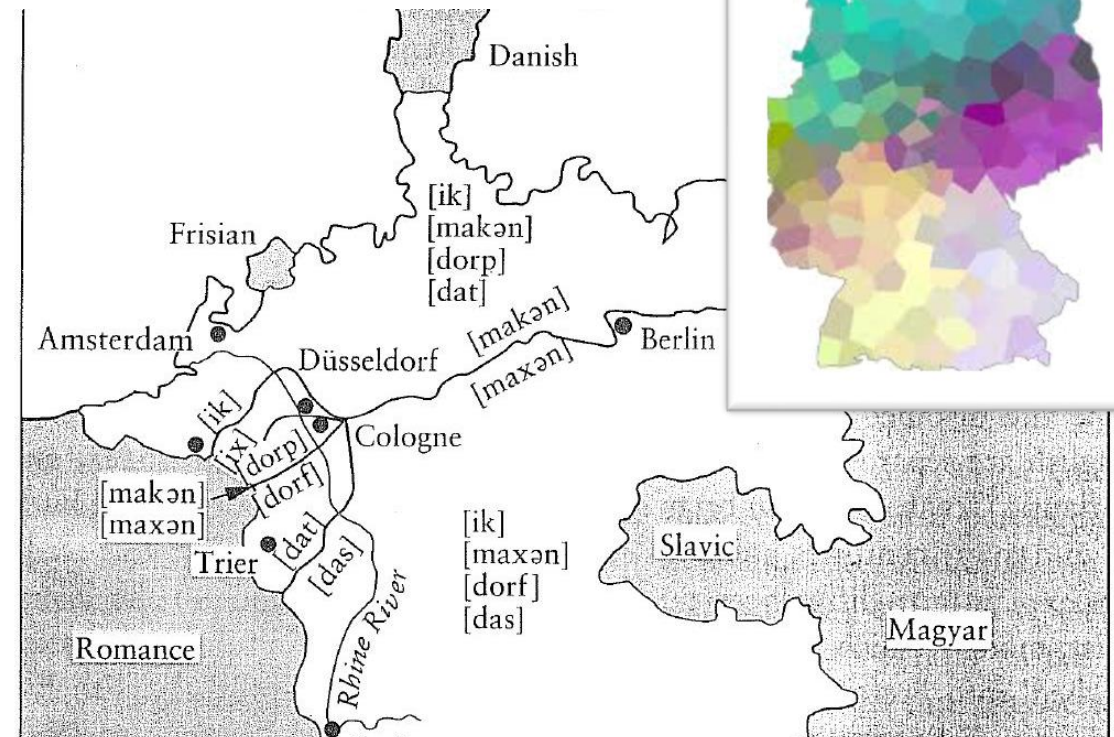 Danish
[ik]
[makən]
[dorp]
[dat]
Frisian
Amsterdam
[makən]
[maxən]
Berlin
Düsseldorf
[ik]
[ix]
Cologne
[dorp]
[dorf]
[makən]
[maxən]
Trier
[dat]
[das]
[ik]
[maxən]
[dorf]
[das]
Slavic
Romance
Rhine River
Magyar